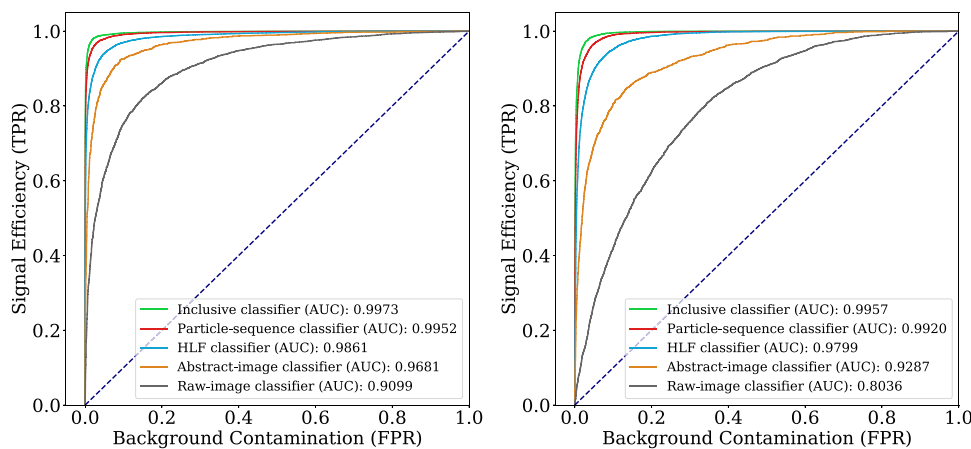 1.0
0.8
0.6
0.4
0.2
0.0
Signal Efficiency (TPR)
Inclusive classifier (AUC): 0.9973
Particle-sequence classifier (AUC): 0.9952
HLF classifier (AUC): 0.9861
Abstract-image classifier (AUC): 0.9681
Raw-image classifier (AUC): 0.9099
0.0 0.2 0.4 0.6 0.8 1.0
Background Contamination (FPR)
1.0
0.8
0.6
0.4
0.2
0.0
Signal Efficiency (TPR)
Inclusive classifier (AUC): 0.9957
Particle-sequence classifier (AUC): 0.9920
HLF classifier (AUC): 0.9799
Abstract-image classifier (AUC): 0.9287
Raw-image classifier (AUC): 0.8036
0.0 0.2 0.4 0.6 0.8 1.0
Background Contamination (FPR)